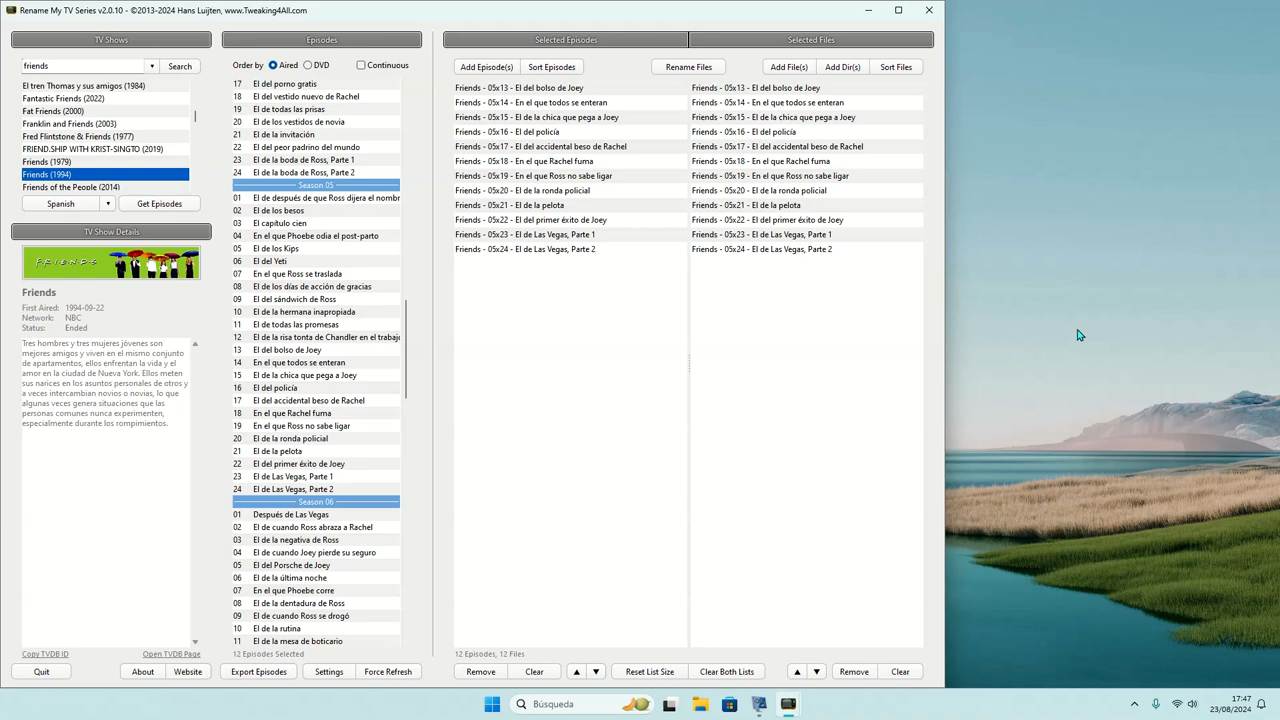 Rename My TV Series v2.0.10 - ©2013-2024 Hans Luijten, www.Tweaking4All.com
TV Shows
friends
Search
El tren Thomas y sus amigos (1984)
Fantastic Friends (2022)
Fat Friends (2000)
Franklin and Friends (2003)
Fred Flintstone & Friends (1977)
FRIEND.SHIP WITH KRIST-SINGTO (2019)
Friends (1979)
Friends (1994)
Friends of the People (2014)
Spanish
Get Episodes
TV Show Details
FRIENDS
Friends
First Aired: 1994-09-22
Network: NBC
Status: Ended
Tres hombres y tres mujeres jóvenes son
mejores amigos y viven en el mismo conjunto
de apartamentos, ellos enfrentan la vida y el
amor en la ciudad de Nueva York. Ellos meten
sus narices en los asuntos personales de otros y
a veces intercambian novios o novias, lo que
algunas veces genera situaciones que las
personas comunes nunca experimenten,
especialmente durante los rompimientos.
Copy TVDB ID
Open TVDB Page
Quit
About
Website
Episodes
Order by
Aired
DVD
Continuous
17 El del porno gratis
18 El del vestido nuevo de Rachel
19 El de todas las prisas
20 El de los vestidos de novia
21 El de la invitación
22 El del peor padrino del mundo
23 El de la boda de Ross, Parte 1
24 El de la boda de Ross, Parte 2
Season 05
01 El de después de que Ross dijera el nombr
02 El de los besos
03 El capítulo cien
04 En el que Phoebe odia el post-parto
05 El de los Kips
06 El del Yeti
07 En el que Ross se traslada
08 El de los días de acción de gracias
09 El del sándwich de Ross
10 El de la hermana inapropiada
11 El de todas las promesas
12 El de la risa tonta de Chandler en el trabajo
13 El del bolso de Joey
14 En el que todos se enteran
15 El de la chica que pega a Joey
16 El del policía
17 El del accidental beso de Rachel
18 En el que Rachel fuma
19 En el que Ross no sabe ligar
20 El de la ronda policial
21 El de la pelota
22 El del primer éxito de Joey
23 El de Las Vegas, Parte 1
24 El de Las Vegas, Parte 2
Season 06
01 Después de Las Vegas
02 El de cuando Ross abraza a Rachel
03 El de la negativa de Ross
04 El de cuando Joey pierde su seguro
05 El del Porsche de Joey
06 El de la última noche
07 En el que Phoebe corre
08 El de la dentadura de Ross
09 El de cuando Ross se drogó
10 El de la rutina
11 El de la mesa de boticario
12 Episodes Selected
Export Episodes
Settings
Force Refresh
Selected Episodes
Selected Files
Add Episode(s)
Sort Episodes
Rename Files
Add File(s)
Add Dir(s)
Sort Files
Friends - 05x13 - El del bolso de Joey
Friends - 05x14 - En el que todos se enteran
Friends - 05x15 - El de la chica que pega a Joey
Friends - 05x16 - El del policía
Friends - 05x17 - El del accidental beso de Rachel
Friends - 05x18 - En el que Rachel fuma
Friends - 05x19 - En el que Ross no sabe ligar
Friends - 05x20 - El de la ronda policial
Friends - 05x21 - El de la pelota
Friends - 05x22 - El del primer éxito de Joey
Friends - 05x23 - El de Las Vegas, Parte 1
Friends - 05x24 - El de Las Vegas, Parte 2
Friends - 05x13 - El del bolso de Joey
Friends - 05x14 - En el que todos se enteran
Friends - 05x15 - El de la chica que pega a Joey
Friends - 05x16 - El del policía
Friends - 05x17 - El del accidental beso de Rachel
Friends - 05x18 - En el que Rachel fuma
Friends - 05x19 - En el que Ross no sabe ligar
Friends - 05x20 - El de la ronda policial
Friends - 05x21 - El de la pelota
Friends - 05x22 - El del primer éxito de Joey
Friends - 05x23 - El de Las Vegas, Parte 1
Friends - 05x24 - El de Las Vegas, Parte 2
12 Episodes, 12 Files
Remove
Clear
Reset List Size
Clear Both Lists
Remove
Clear
Búsqueda
17:47
23/08/2024